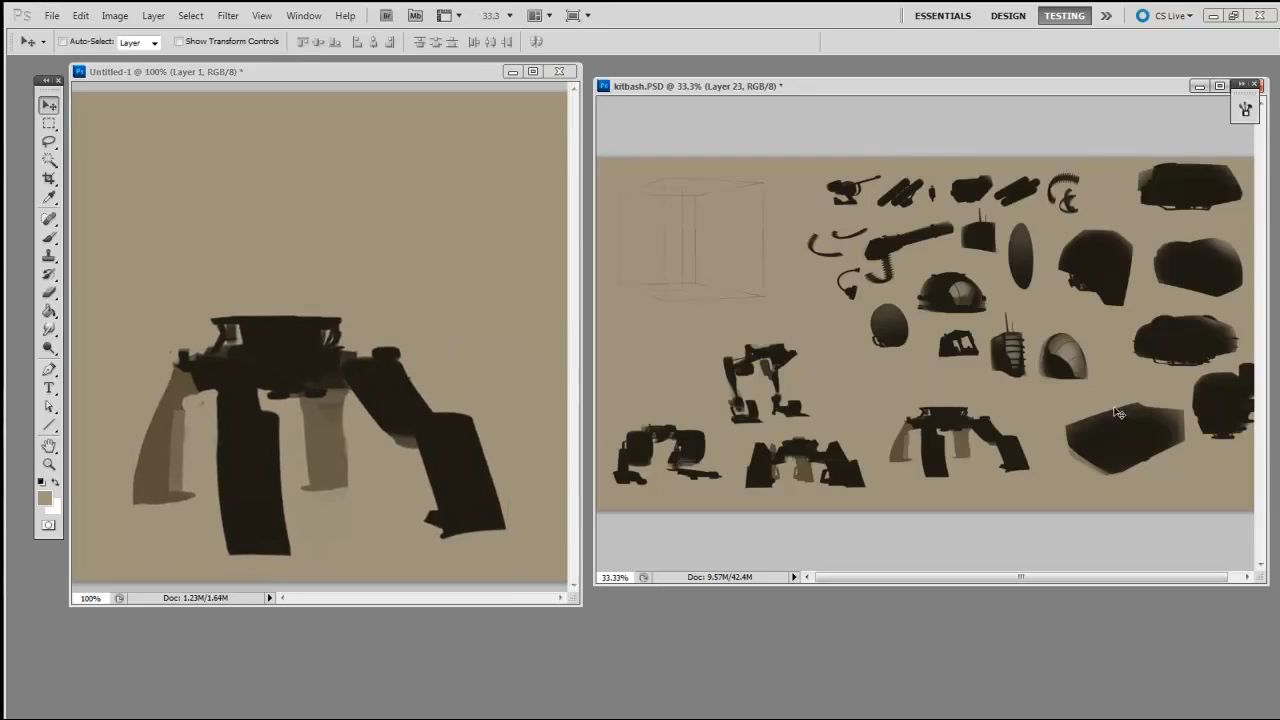 Ps File Edit Image Layer Select Filter View Window Help Br Mb 33.3 ESSENTIALS DESIGN TESTING CS Live
Auto-Select: Layer Show Transform Controls
Ps Untitled-1 @ 100% (Layer 1, RGB/8) *
Ps kitbash.PSD @ 33.3% (Layer 23, RGB/8) *
T
33.33% Doc: 9.57M/42.4M
100% Doc: 1.23M/1.64M